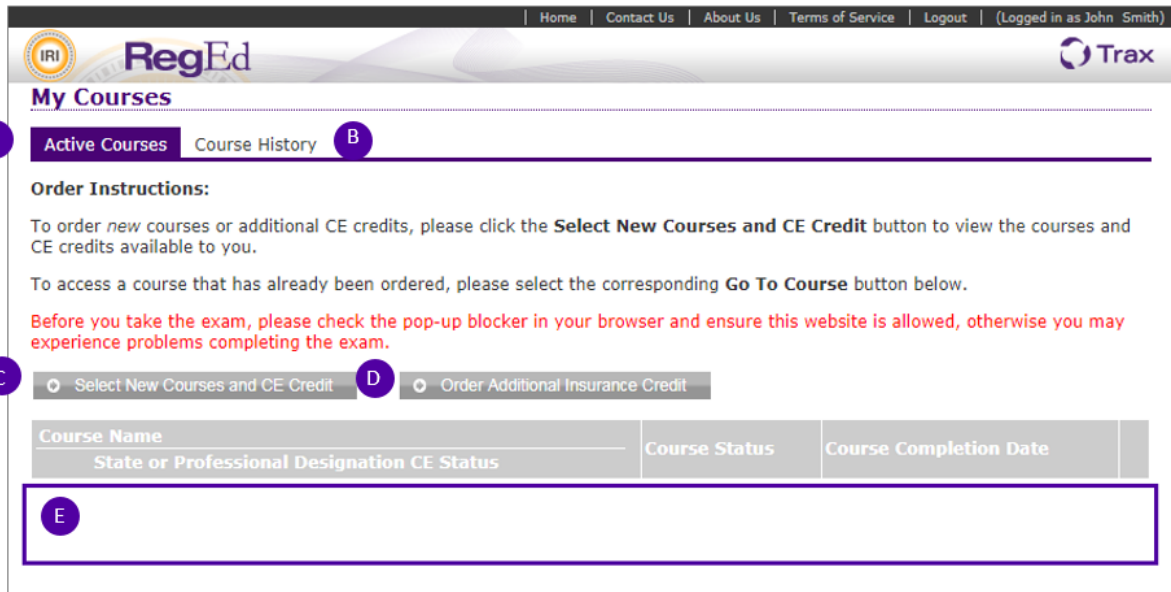 | Home | Contact Us | About Us | Terms of Service | Logout | (Logged in as John Smith)
IRI RegEd Trax
My Courses
Active Courses Course History B
Order Instructions:
To order new courses or additional CE credits, please click the Select New Courses and CE Credit button to view the courses and
CE credits available to you.
To access a course that has already been ordered, please select the corresponding Go To Course button below.
Before you take the exam, please check the pop-up blocker in your browser and ensure this website is allowed, otherwise you may
experience problems completing the exam.
C Select New Courses and CE Credit D Order Additional Insurance Credit
Course Name
State or Professional Designation CE Status
Course Status
Course Completion Date
E